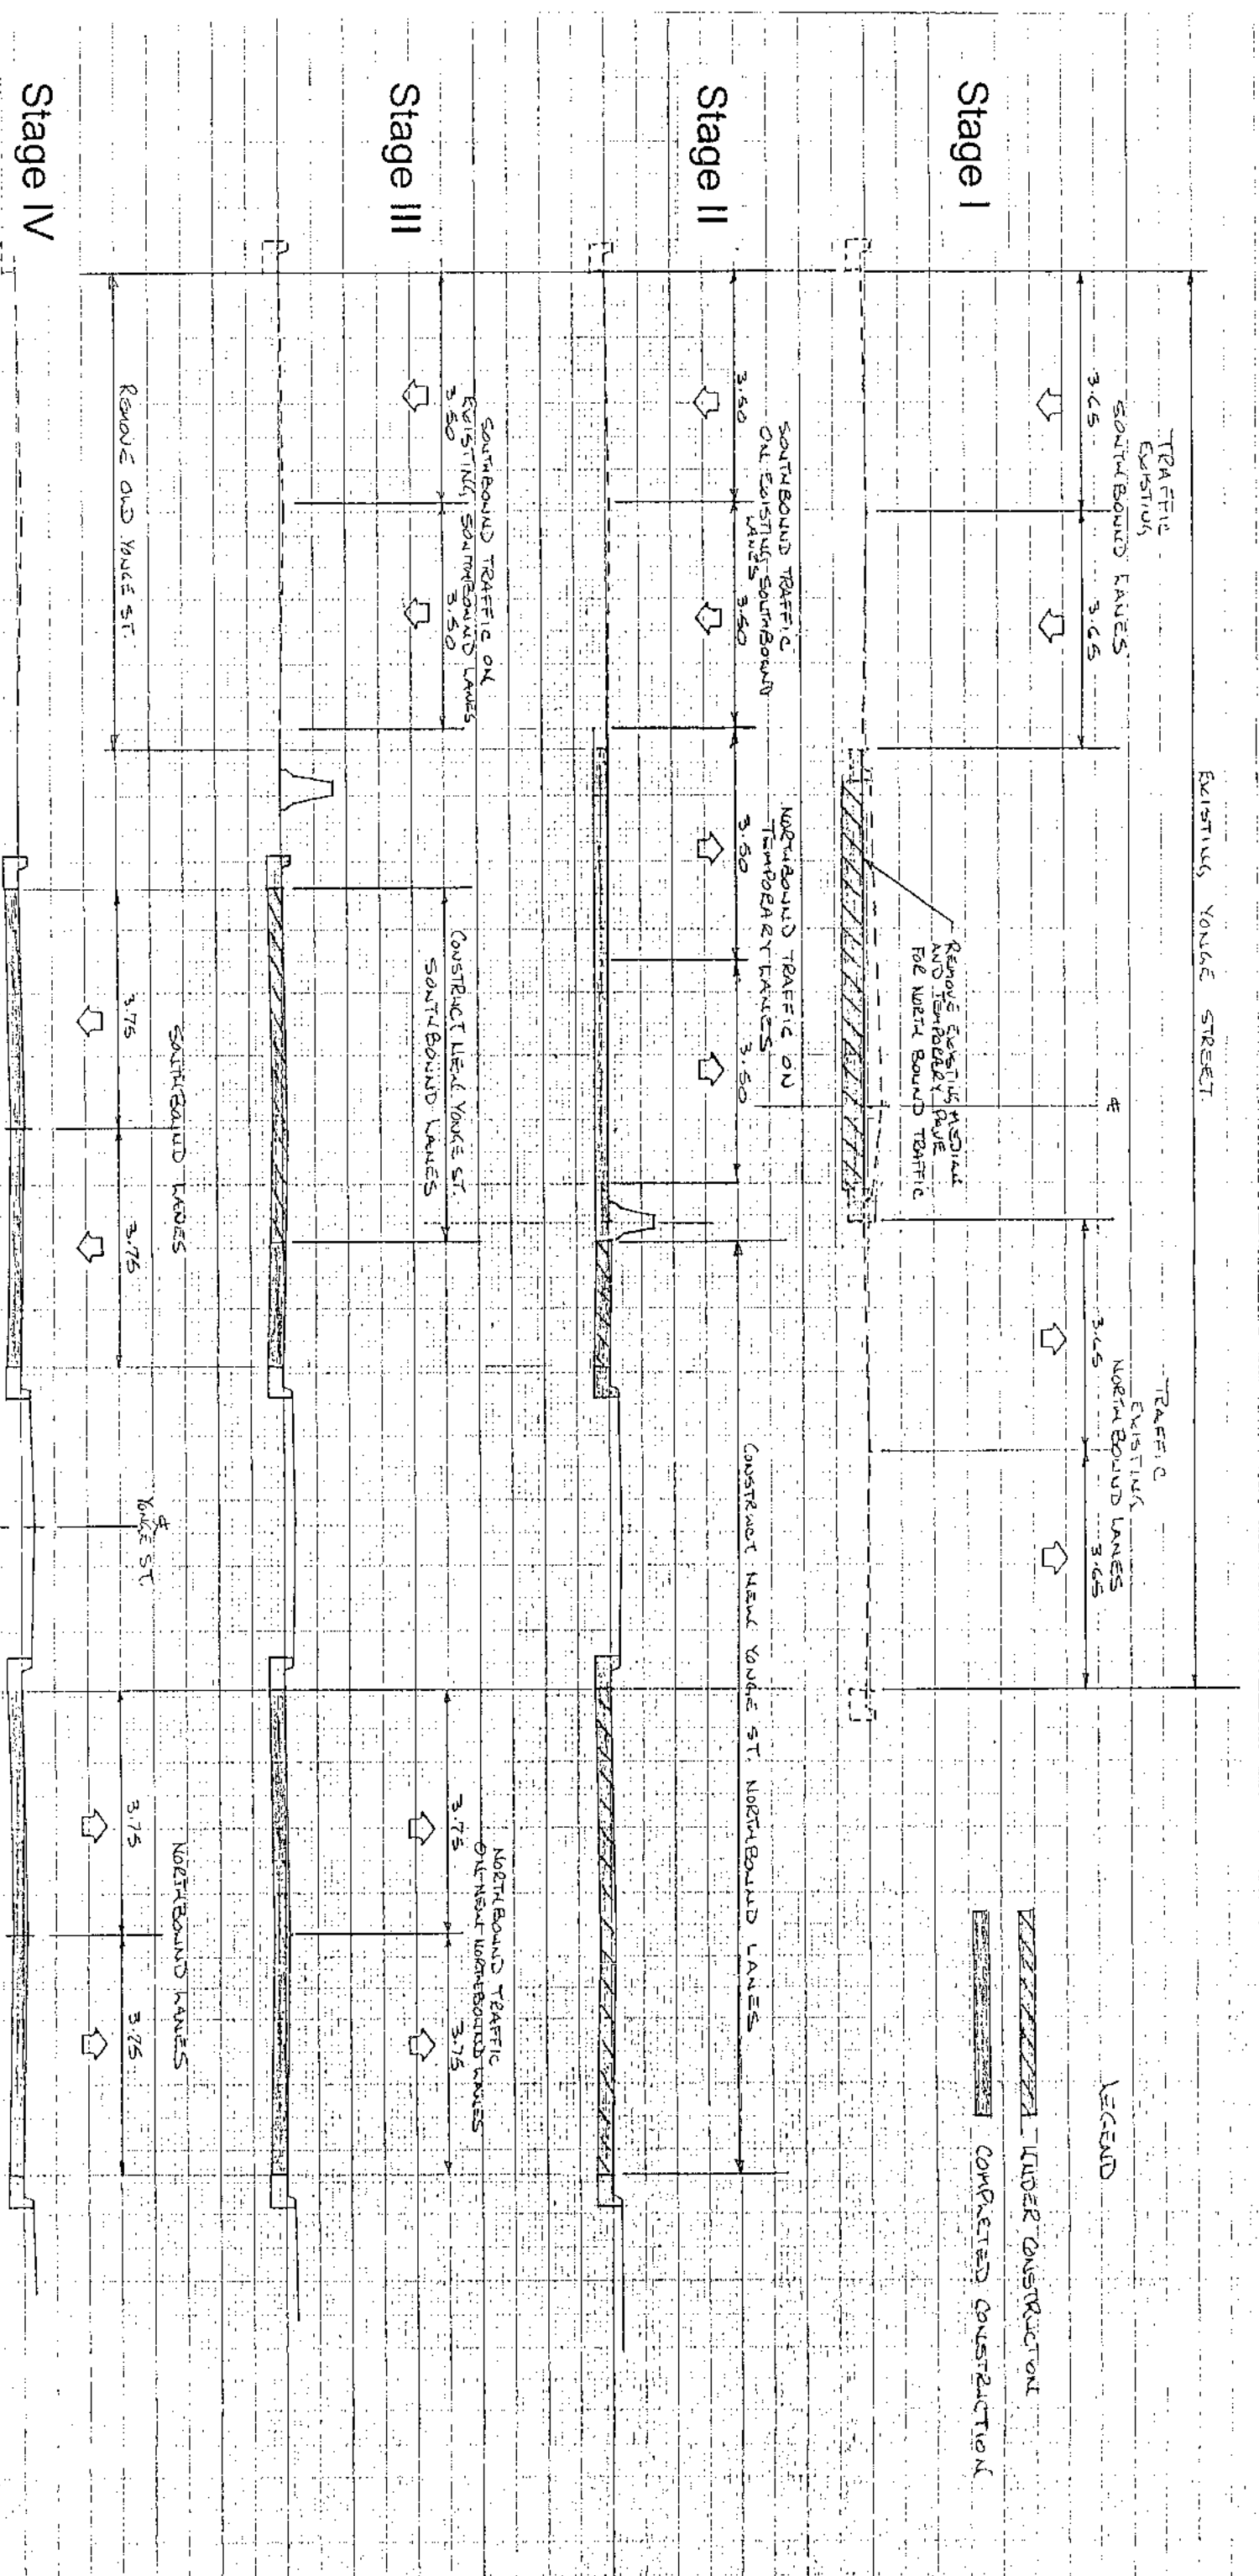 EXISTING YONGE STREET
TRAFFIC
EXISTING
SOUTHBOUND LANES
3.65
3.65
TRAFFIC
EXISTING
NORTHBOUND LANES
3.65
3.65
LEGEND
UNDER CONSTRUCTION
COMPLETED CONSTRUCTION
Stage I
REMOVE EXISTING MEDIAN
AND TEMPORARY PAVE
FOR NORTH BOUND TRAFFIC
Stage II
SOUTHBOUND TRAFFIC
ON EXISTING SOUTHBOUND
LANES
3.50
3.50
NORTHBOUND TRAFFIC ON
TEMPORARY LANES
3.50
3.50
CONSTRUCT NEW YONGE ST. NORTHBOUND LANES
Stage III
SOUTHBOUND TRAFFIC ON
EXISTING SOUTHBOUND LANES
3.50
3.50
CONSTRUCT NEW YONGE ST.
SOUTHBOUND LANES
NORTHBOUND TRAFFIC
ON NEW NORTHBOUND LANES
3.75
3.75
Stage IV
REMOVE OLD YONGE ST.
SOUTHBOUND LANES
3.75
3.75
℄
YONGE ST.
NORTHBOUND LANES
3.75
3.75